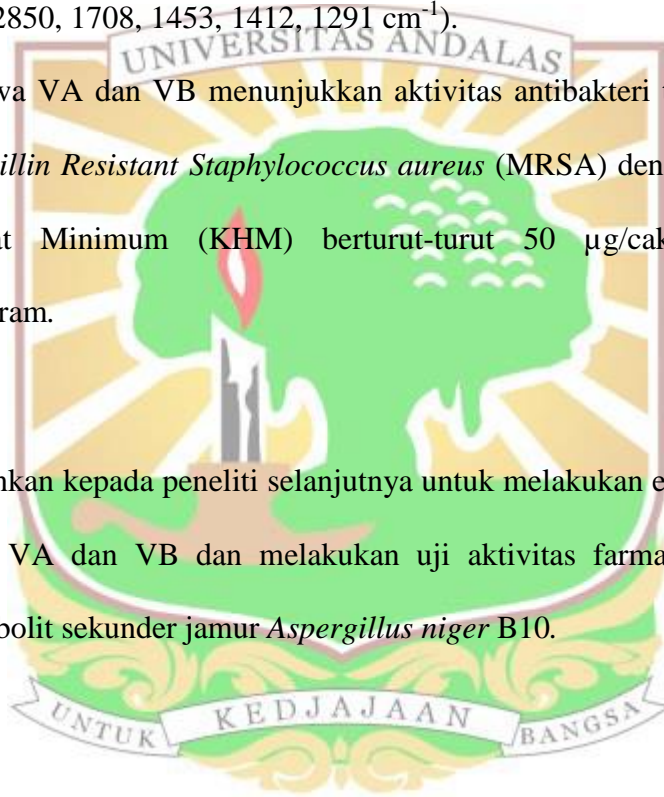 2850, 1708, 1453, 1412, 1291 cm⁻¹).
UNIVERSITAS ANDALAS
wa VA dan VB menunjukkan aktivitas antibakteri
illin Resistant Staphylococcus aureus (MRSA) den
at Minimum (KHM) berturut-turut 50 µg/cak
ram.
nkan kepada peneliti selanjutnya untuk melakukan e
VA dan VB dan melakukan uji aktivitas farma
bolit sekunder jamur Aspergillus niger B10.
UNTUK KEDJAJAAN BANGSA